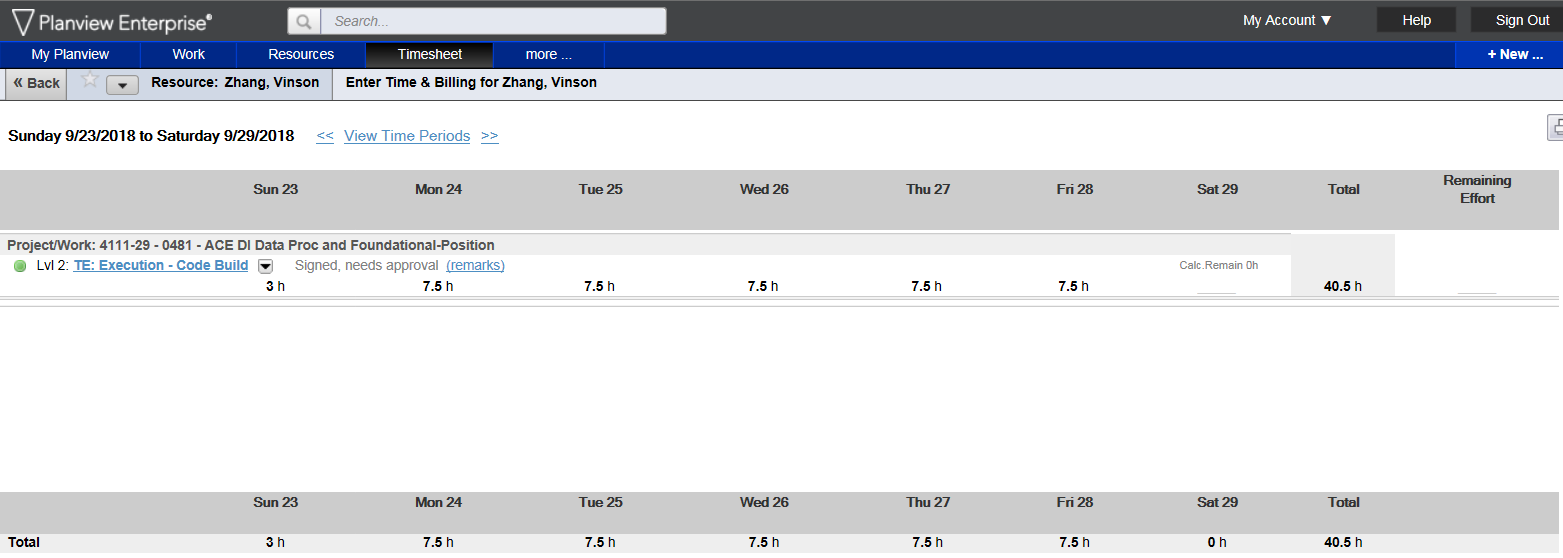 Planview Enterprise®
Search...
My Account ▼
Help
Sign Out
My Planview
Work
Resources
Timesheet
more ...
+ New ...
« Back
Resource: Zhang, Vinson
Enter Time & Billing for Zhang, Vinson
Sunday 9/23/2018 to Saturday 9/29/2018 << View Time Periods >>
Sun 23 Mon 24 Tue 25 Wed 26 Thu 27 Fri 28 Sat 29 Total Remaining
Effort
Project/Work: 4111-29 - 0481 - ACE DI Data Proc and Foundational-Position
Lvl 2: TE: Execution - Code Build Signed, needs approval (remarks) Calc.Remain 0h
3 h 7.5 h 7.5 h 7.5 h 7.5 h 7.5 h 40.5 h
Sun 23 Mon 24 Tue 25 Wed 26 Thu 27 Fri 28 Sat 29 Total
Total 3 h 7.5 h 7.5 h 7.5 h 7.5 h 7.5 h 0 h 40.5 h